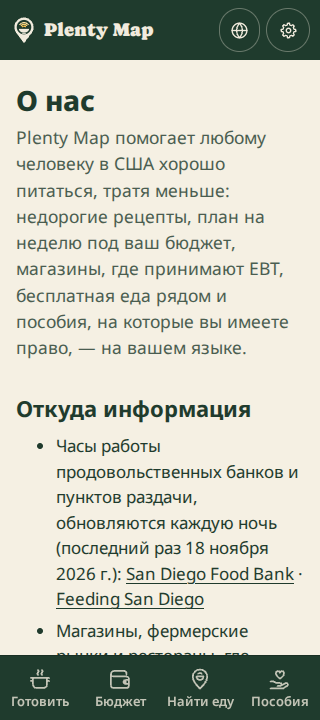 Plenty Map
О нас
Plenty Map помогает любому
человеку в США хорошо
питаться, тратя меньше:
недорогие рецепты, план на
неделю под ваш бюджет,
магазины, где принимают EBT,
бесплатная еда рядом и
пособия, на которые вы имеете
право, — на вашем языке.
Откуда информация
• Часы работы
продовольственных банков и
пунктов раздачи,
обновляются каждую ночь
(последний раз 18 ноября
2026 г.): San Diego Food Bank ·
Feeding San Diego
• Магазины, фермерские
рынки и рестораны, где
Готовить
Бюджет
Найти еду
Пособия